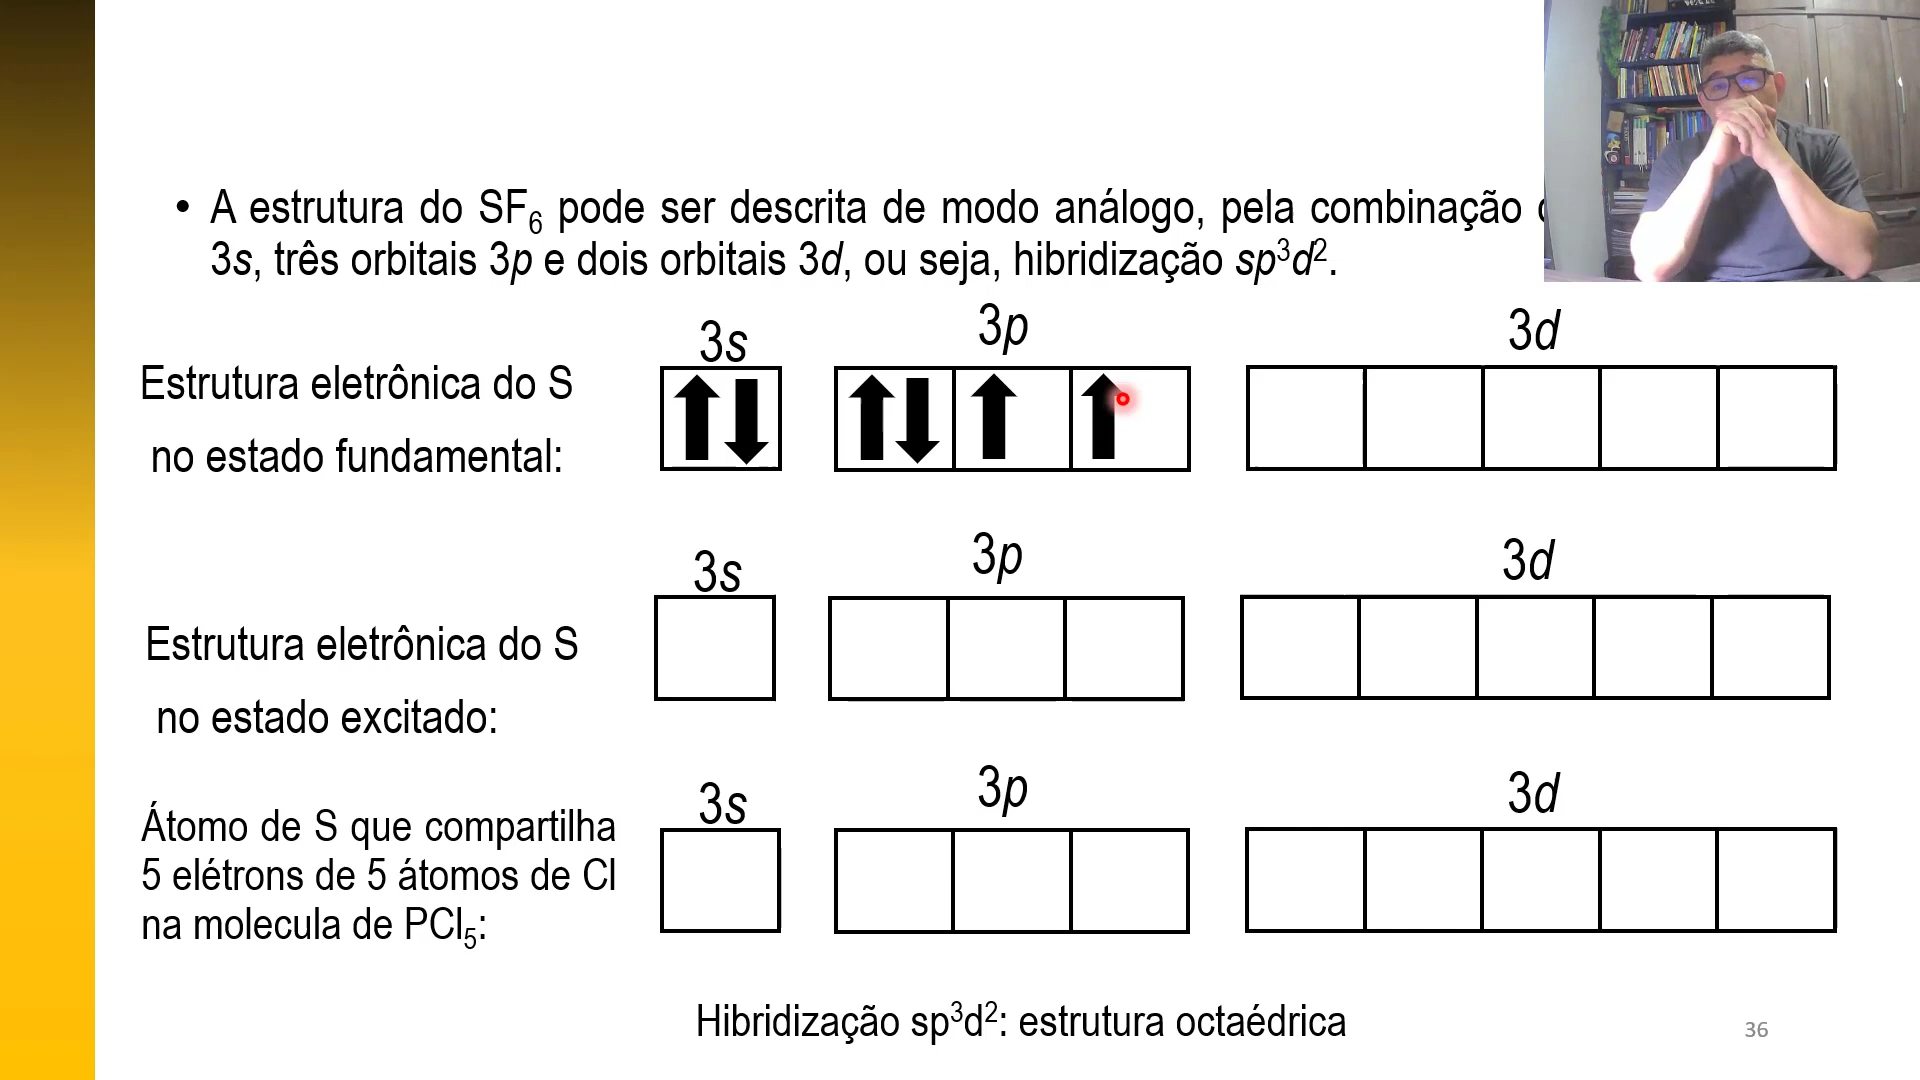 • A estrutura do SF₆ pode ser descrita de modo análogo, pela combinação
3s, três orbitais 3p e dois orbitais 3d, ou seja, hibridização sp³d².
3s 3p 3d
Estrutura eletrônica do S
no estado fundamental:
3s 3p 3d
Estrutura eletrônica do S
no estado excitado:
3s 3p 3d
Átomo de S que compartilha
5 elétrons de 5 átomos de Cl
na molecula de PCl₅:
Hibridização sp³d²: estrutura octaédrica
36